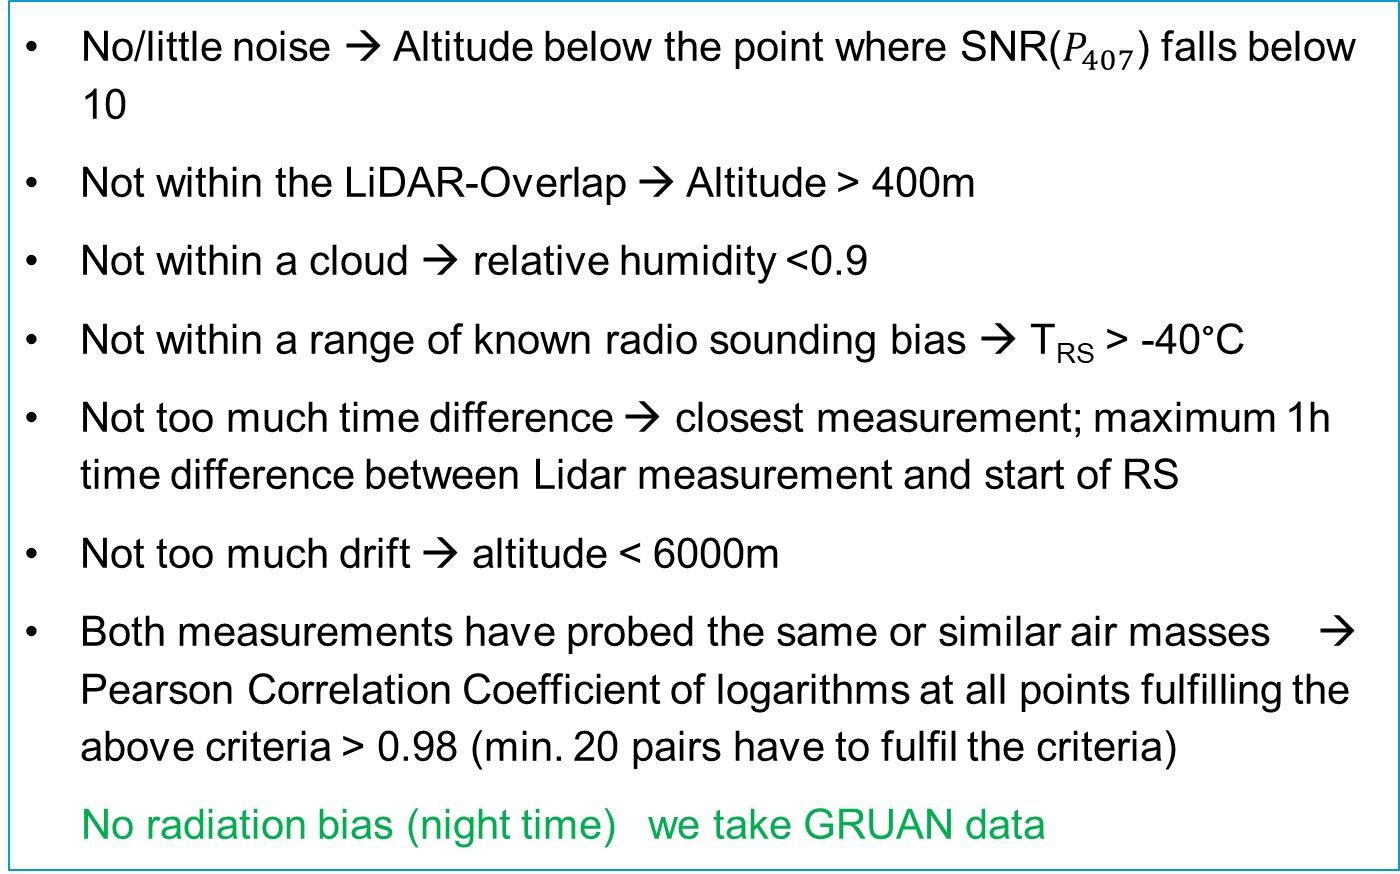 • No/little noise → Altitude below the point where SNR(P₄₀₇) falls below
10
• Not within the LiDAR-Overlap → Altitude > 400m
• Not within a cloud → relative humidity <0.9
• Not within a range of known radio sounding bias → T_RS > -40°C
• Not too much time difference → closest measurement; maximum 1h
time difference between Lidar measurement and start of RS
• Not too much drift → altitude < 6000m
• Both measurements have probed the same or similar air masses →
Pearson Correlation Coefficient of logarithms at all points fulfilling the
above criteria > 0.98 (min. 20 pairs have to fulfil the criteria)
No radiation bias (night time) we take GRUAN data